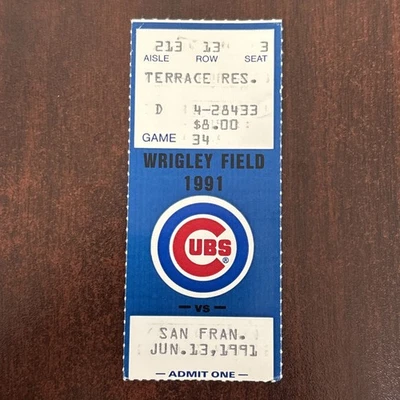 213 13 3
AISLE ROW SEAT
TERRACE RES.
D 4-28433
$8.00
GAME 34
WRIGLEY FIELD
1991
CUBS ®
- VS -
SAN FRAN.
JUN.13,1991
— ADMIT ONE —